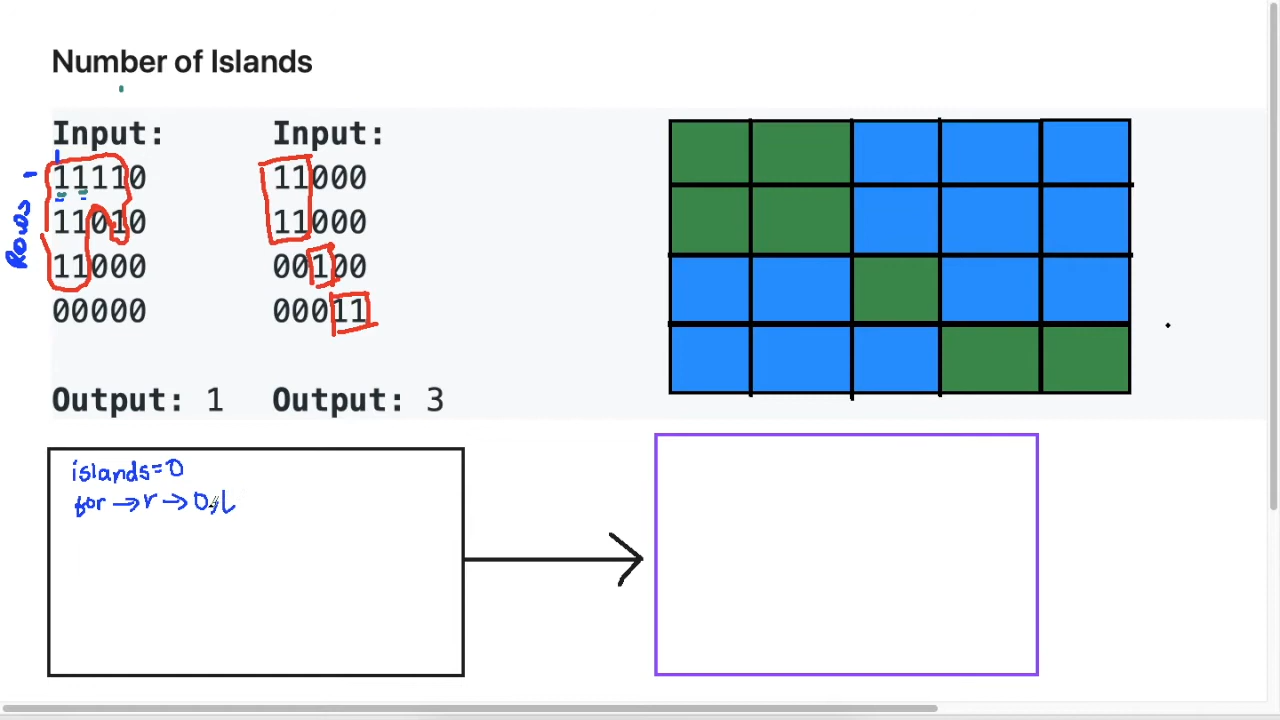 Number of Islands
Input:
11110
11010
11000
00000
Output: 1
Input:
11000
11000
00100
00011
Output: 3
Rows
islands=0
for → r → 0,L